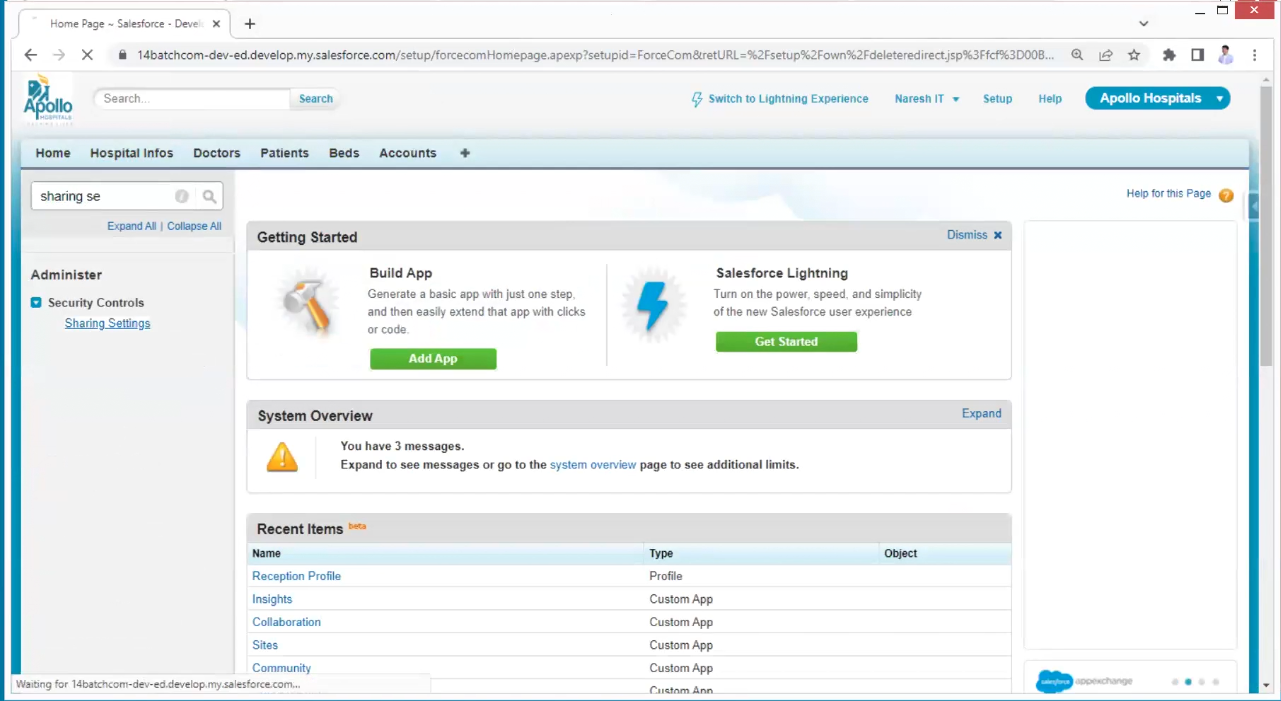 Home Page ~ Salesforce - Devel
14batchcom-dev-ed.develop.my.salesforce.com/setup/forcecomHomepage.apexp?setupid=ForceCom&retURL=%2Fsetup%2Fown%2Fdeleteredirect.jsp%3Ffcf%3D00B...
Apollo
HOSPITALS
Search...
Search
Switch to Lightning Experience
Naresh IT
Setup
Help
Apollo Hospitals
Home
Hospital Infos
Doctors
Patients
Beds
Accounts
+
sharing se
Expand All | Collapse All
Administer
Security Controls
Sharing Settings
Help for this Page ?
Getting Started
Dismiss
Build App
Generate a basic app with just one step,
and then easily extend that app with clicks
or code.
Add App
Salesforce Lightning
Turn on the power, speed, and simplicity
of the new Salesforce user experience
Get Started
System Overview
Expand
You have 3 messages.
Expand to see messages or go to the system overview page to see additional limits.
Recent Items beta
Name Type Object
Reception Profile Profile
Insights Custom App
Collaboration Custom App
Sites Custom App
Community Custom App
Custom App
salesforce appexchange
Waiting for 14batchcom-dev-ed.develop.my.salesforce.com...